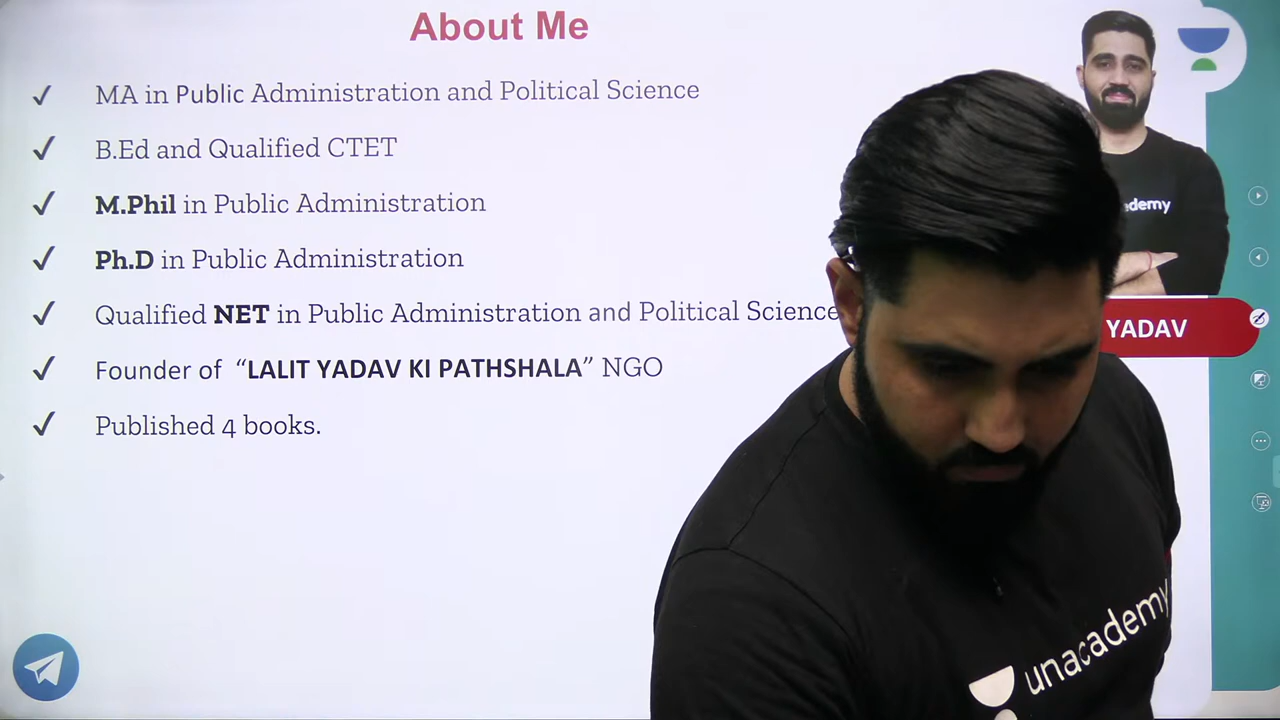 About Me
✓ MA in Public Administration and Political Science
✓ B.Ed and Qualified CTET
✓ M.Phil in Public Administration
✓ Ph.D in Public Administration
✓ Qualified NET in Public Administration and Political Science
✓ Founder of “LALIT YADAV KI PATHSHALA” NGO
✓ Published 4 books.
demy
YADAV
unacademy